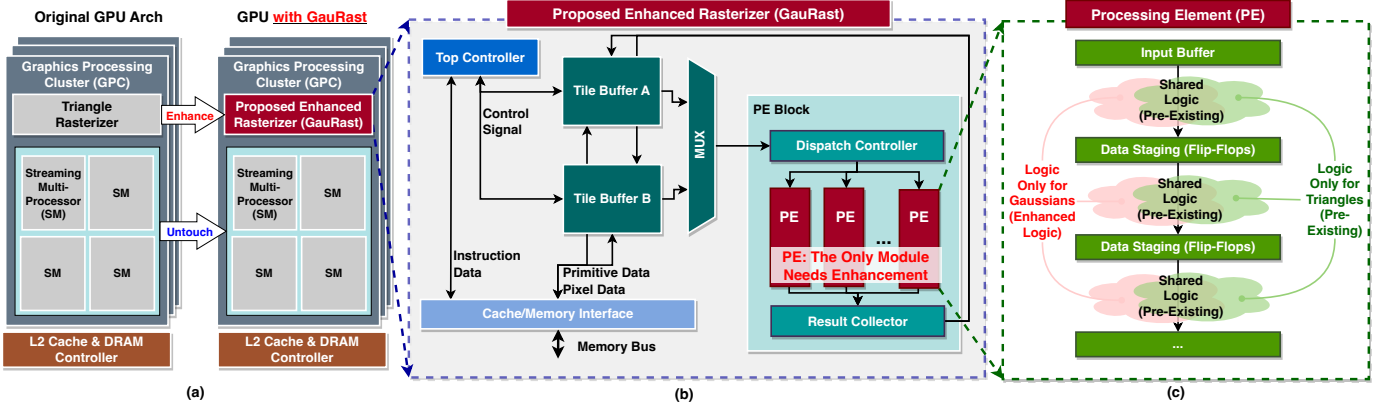 Original GPU Arch
Graphics Processing
Cluster (GPC)
Triangle
Rasterizer
Streaming
Multi-
Processor
(SM)
SM
SM
SM
L2 Cache & DRAM
Controller
Enhance
Untouch
(a)
GPU with GauRast
Graphics Processing
Cluster (GPC)
Proposed Enhanced
Rasterizer (GauRast)
Streaming
Multi-
Processor
(SM)
SM
SM
SM
L2 Cache & DRAM
Controller
Proposed Enhanced Rasterizer (GauRast)
Top Controller
Control
Signal
Tile Buffer A
Tile Buffer B
MUX
Instruction
Data
Primitive Data
Pixel Data
Cache/Memory Interface
Memory Bus
PE Block
Dispatch Controller
PE
PE
...
PE
PE: The Only Module
Needs Enhancement
Result Collector
(b)
Processing Element (PE)
Input Buffer
Shared
Logic
(Pre-Existing)
Data Staging (Flip-Flops)
Shared
Logic
(Pre-Existing)
Data Staging (Flip-Flops)
Shared
Logic
(Pre-Existing)
...
Logic
Only for
Gaussians
(Enhanced
Logic)
Logic
Only for
Triangles
(Pre-
Existing)
(c)